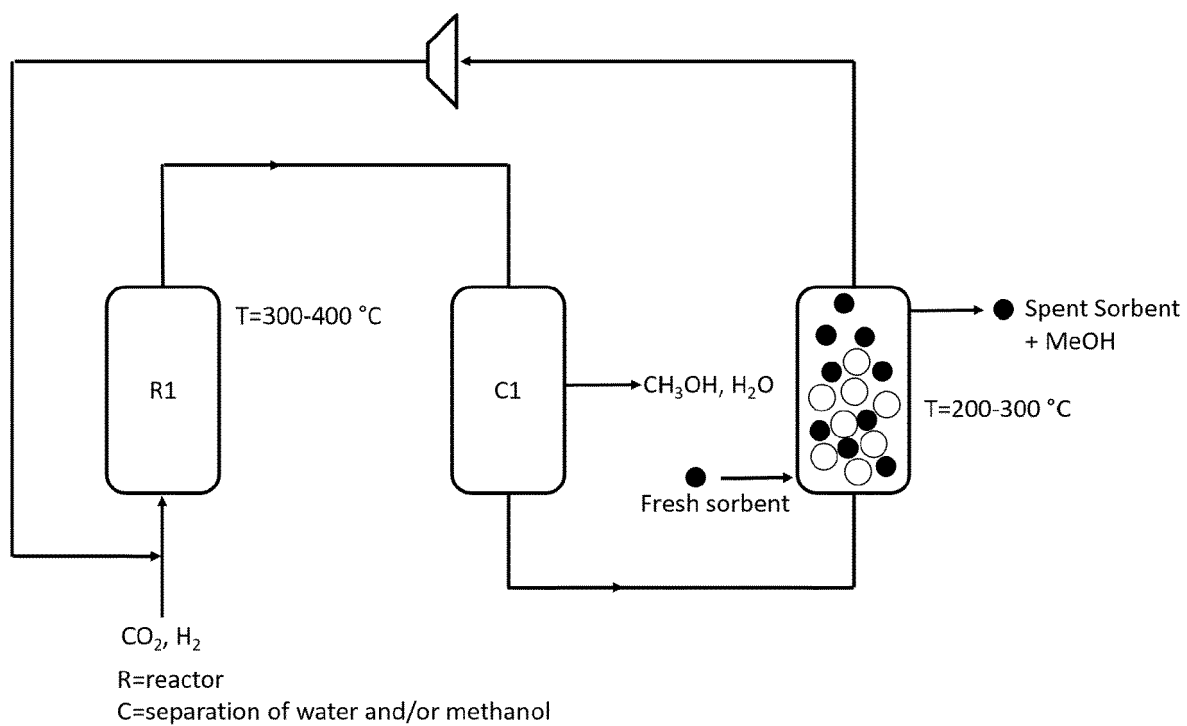 T=300-400 °C
R1
C1
CH₃OH, H₂O
Spent Sorbent
+ MeOH
T=200-300 °C
Fresh sorbent
CO₂, H₂
R=reactor
C=separation of water and/or methanol